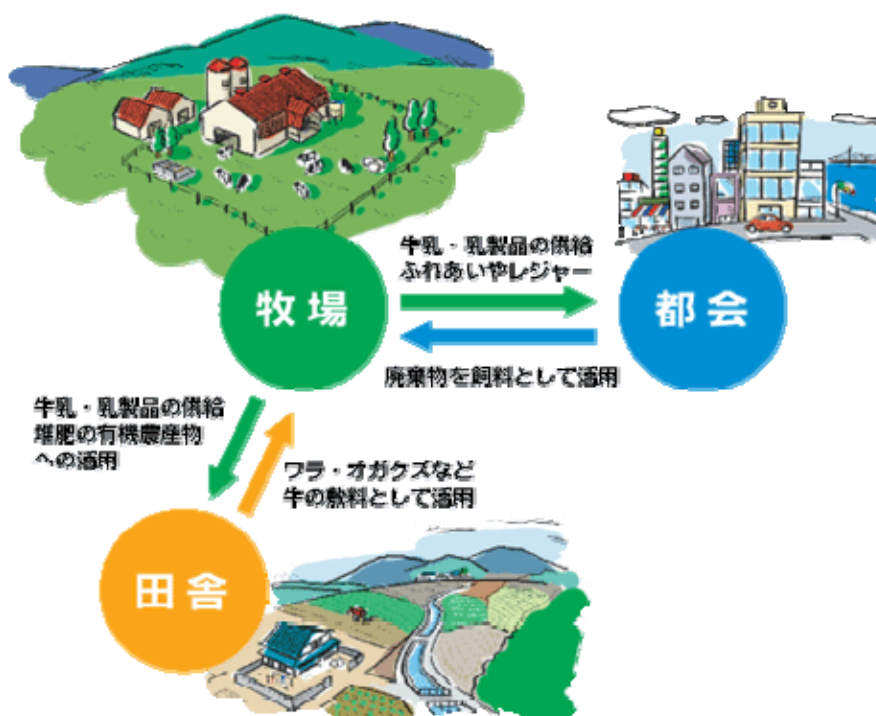 牛乳・乳製品の供給
ふれあいやレジャー
牧場
都会
廃棄物を飼料として活用
牛乳・乳製品の供給
堆肥の有機農産物
への活用
ワラ・オガクズなど
牛の敷料として活用
田舎